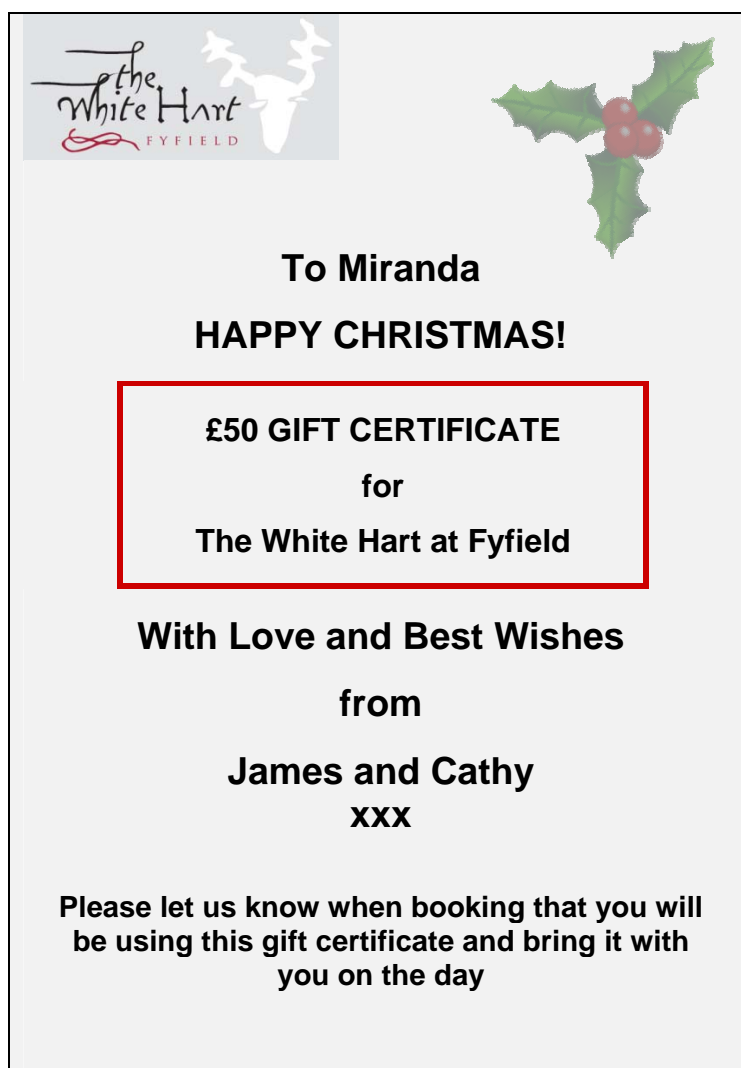 the
White Hart
FYFIELD
To Miranda
HAPPY CHRISTMAS!
£50 GIFT CERTIFICATE
for
The White Hart at Fyfield
With Love and Best Wishes
from
James and Cathy
xxx
Please let us know when booking that you will
be using this gift certificate and bring it with
you on the day